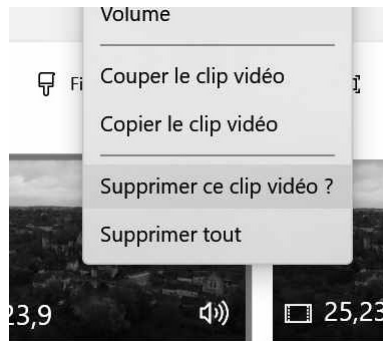 Volume
Fi
Couper le clip vidéo
Copier le clip vidéo
Supprimer ce clip vidéo ?
Supprimer tout
23,9
25,23